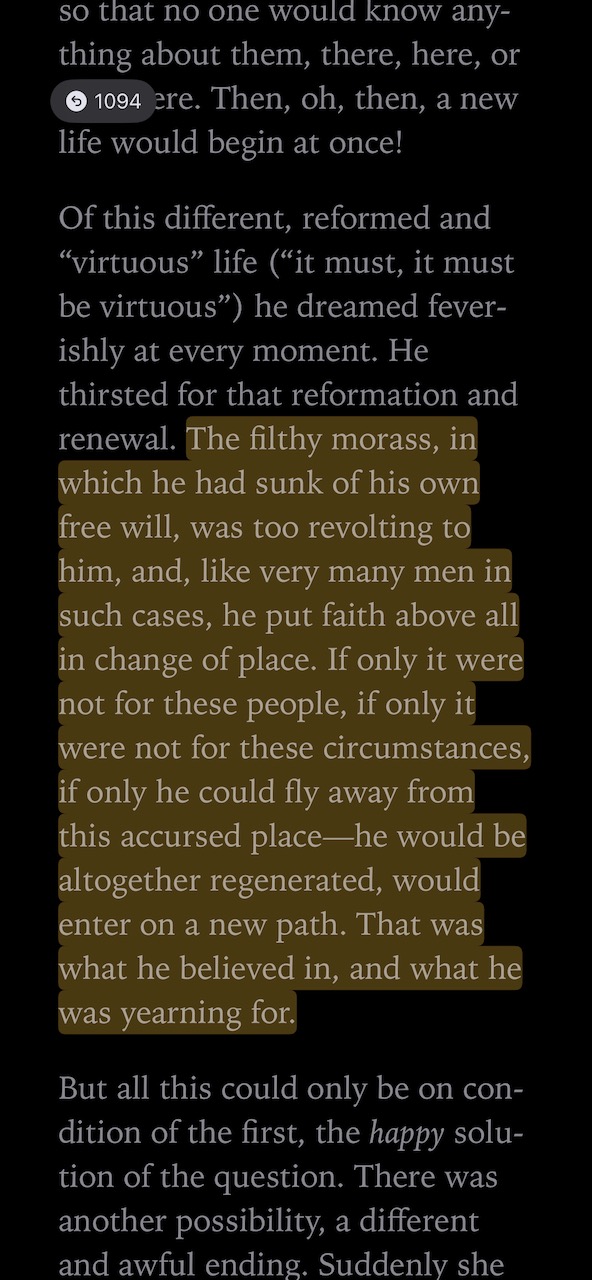 so that no one would know any-
thing about them, there, here, or
1094
ere. Then, oh, then, a new
life would begin at once!
Of this different, reformed and
“virtuous” life (“it must, it must
be virtuous”) he dreamed fever-
ishly at every moment. He
thirsted for that reformation and
renewal. The filthy morass, in
which he had sunk of his own
free will, was too revolting to
him, and, like very many men in
such cases, he put faith above all
in change of place. If only it were
not for these people, if only it
were not for these circumstances,
if only he could fly away from
this accursed place—he would be
altogether regenerated, would
enter on a new path. That was
what he believed in, and what he
was yearning for.
But all this could only be on con-
dition of the first, the happy solu-
tion of the question. There was
another possibility, a different
and awful ending. Suddenly she